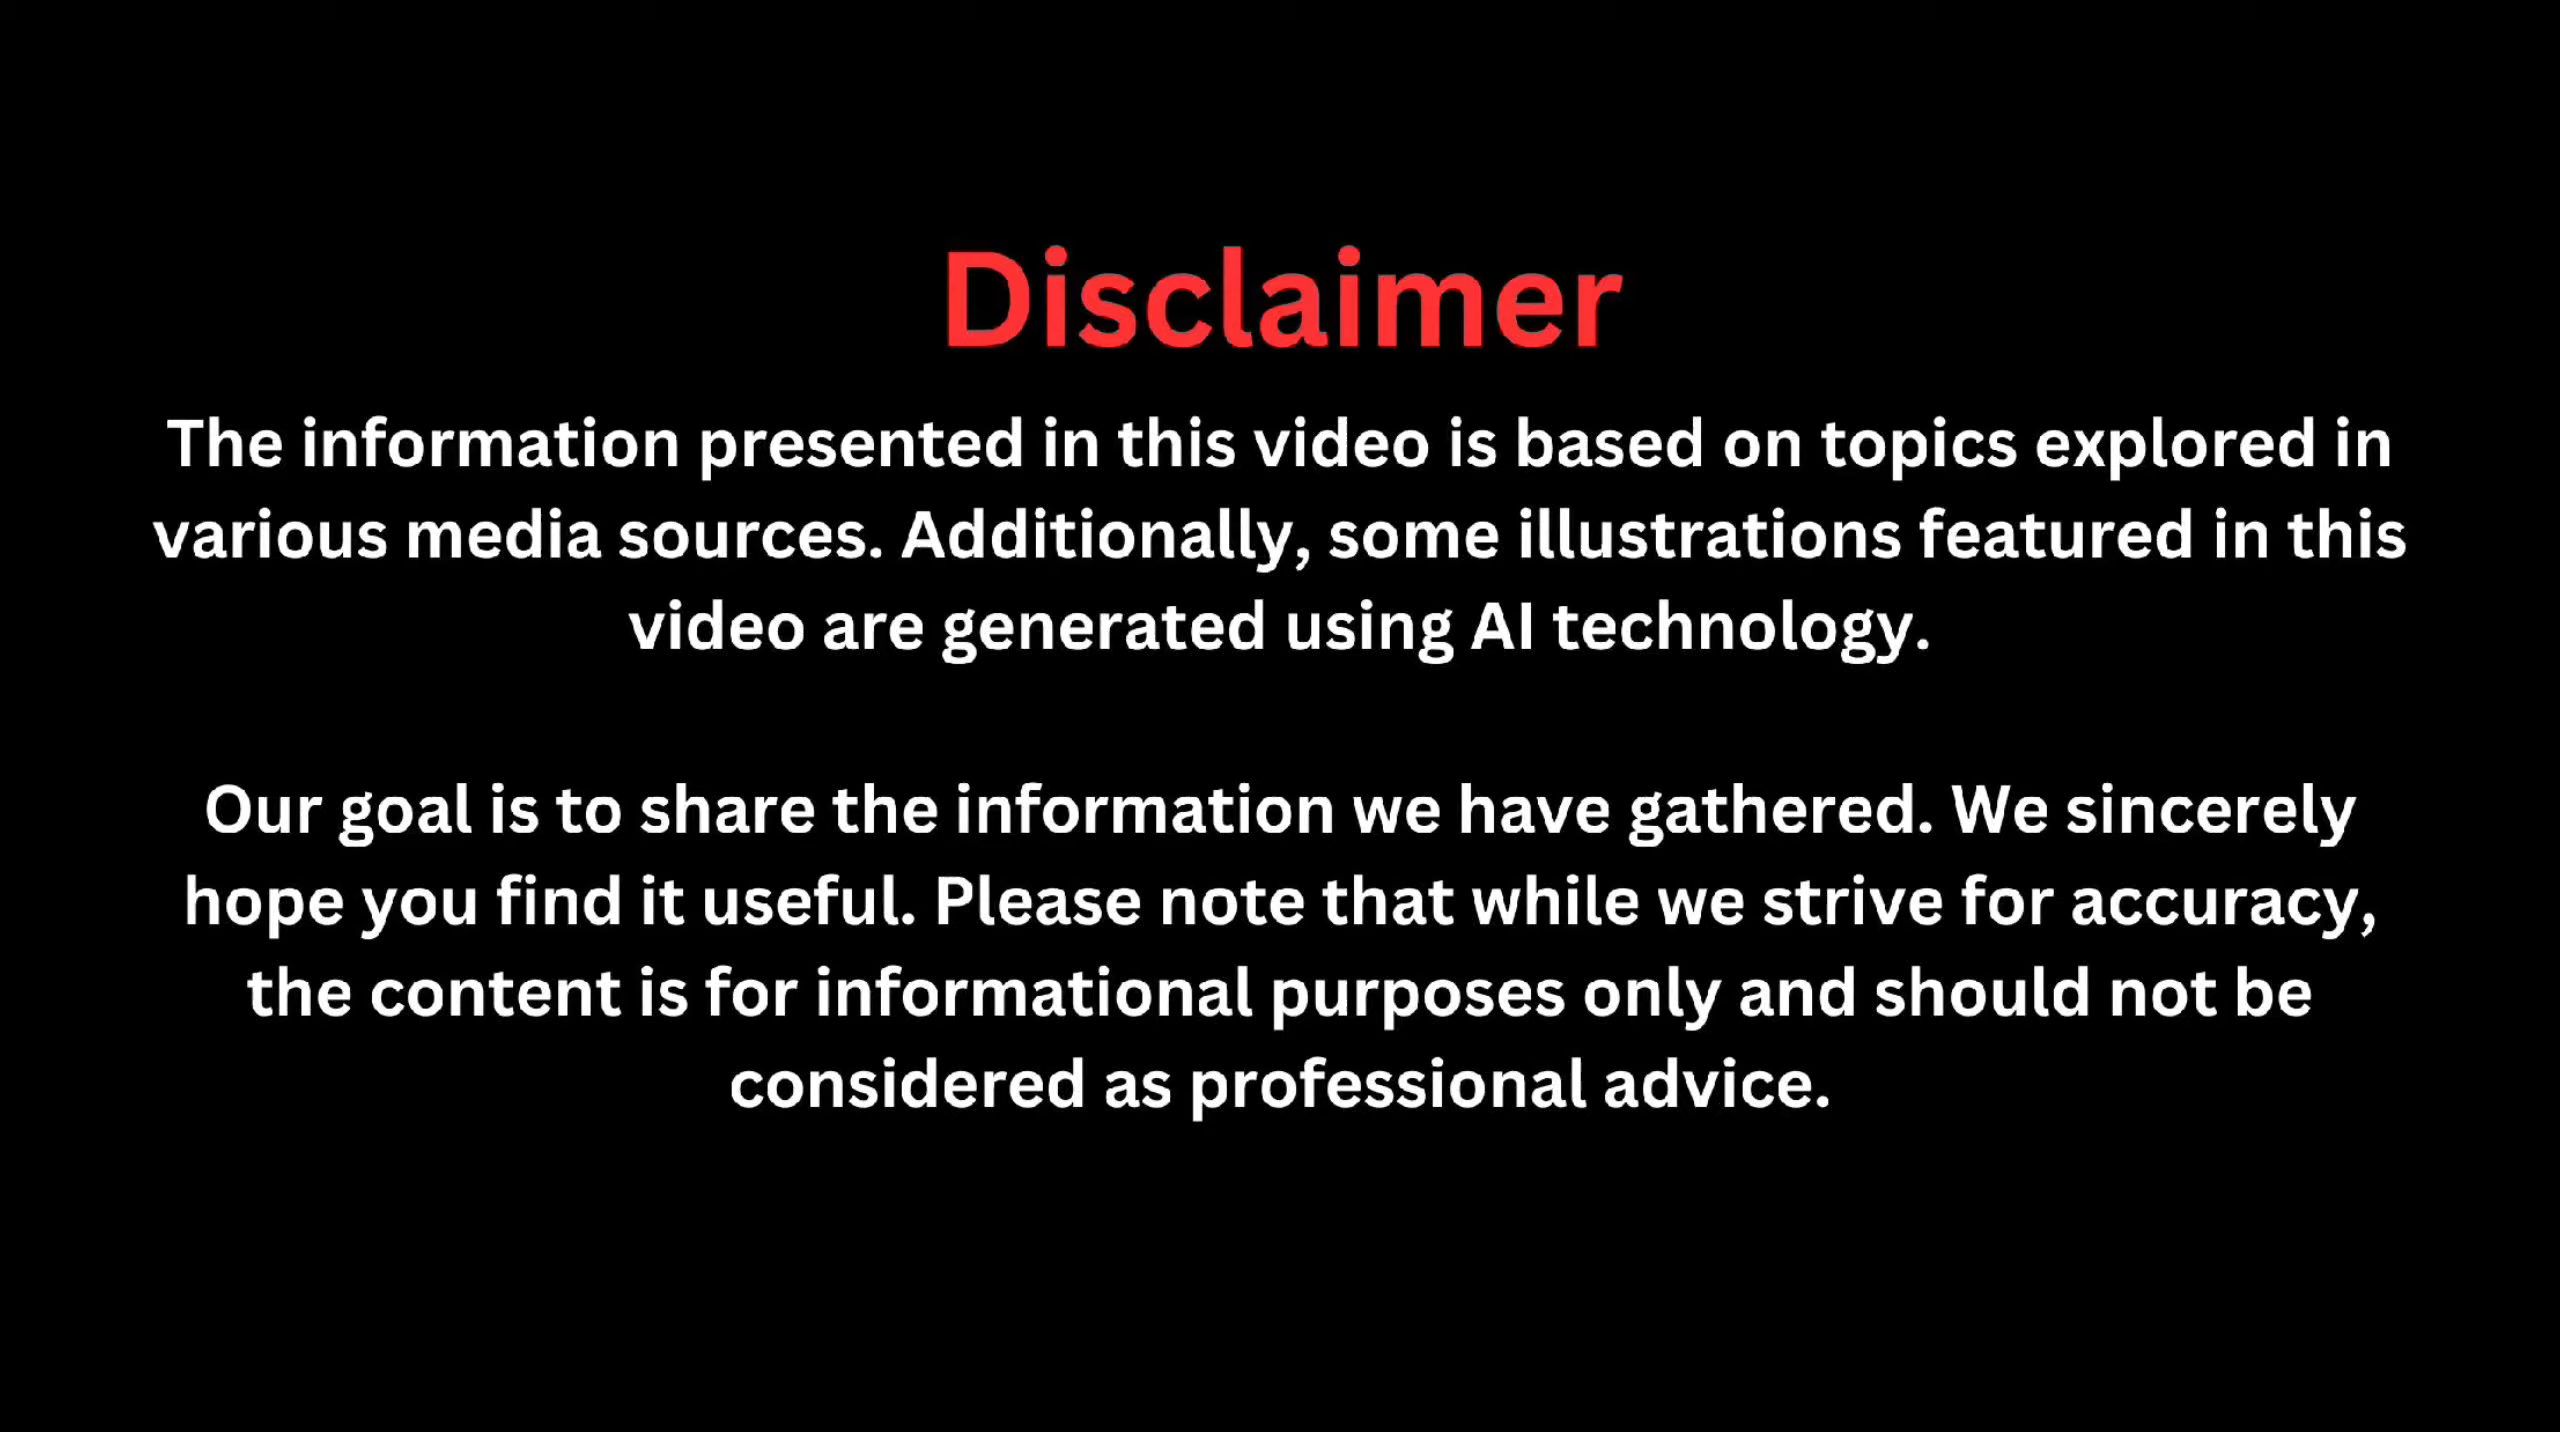 Disclaimer
The information presented in this video is based on topics explored in
various media sources. Additionally, some illustrations featured in this
video are generated using AI technology.
Our goal is to share the information we have gathered. We sincerely
hope you find it useful. Please note that while we strive for accuracy,
the content is for informational purposes only and should not be
considered as professional advice.